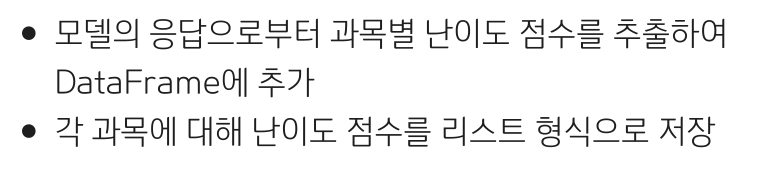 ● 모델의 응답으로부터 과목별 난이도 점수를 추출하여
DataFrame에 추가
● 각 과목에 대해 난이도 점수를 리스트 형식으로 저장